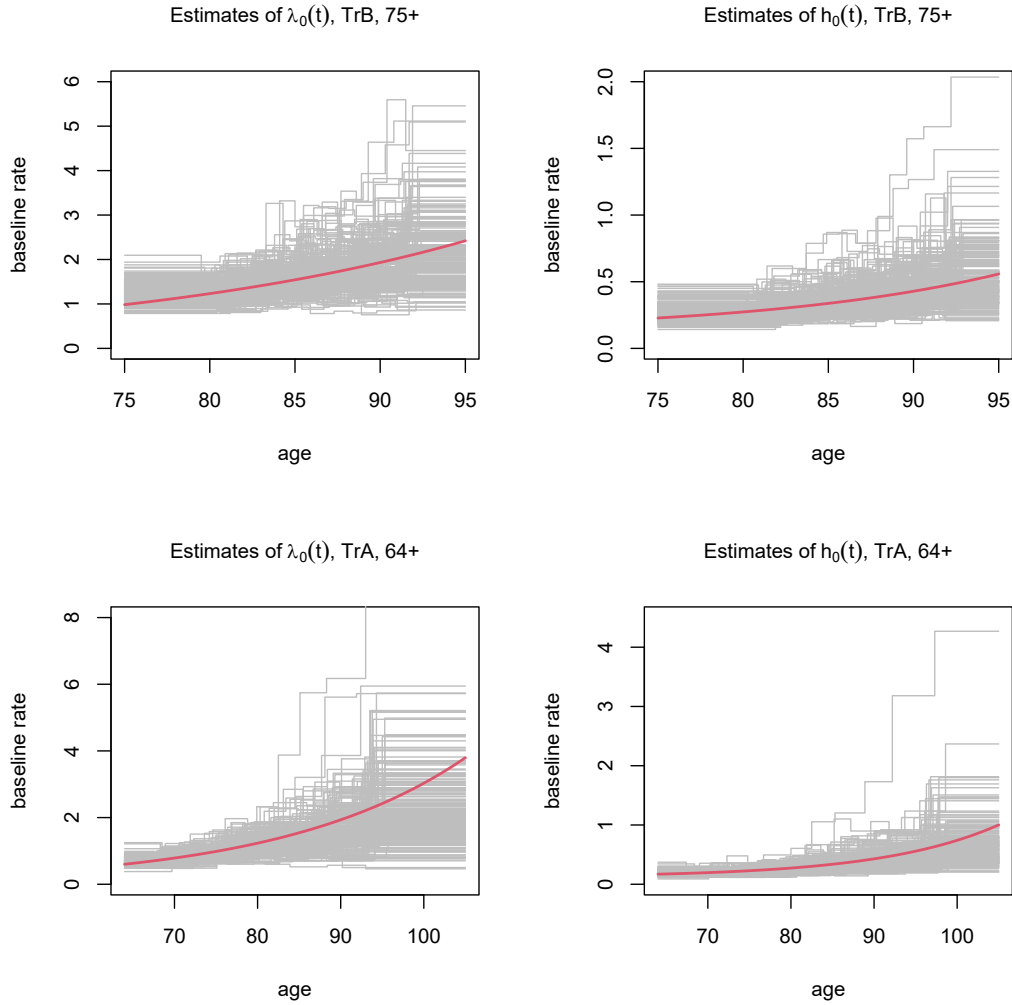 Estimates of λ₀(t), TrB, 75+
Estimates of h₀(t), TrB, 75+
baseline rate
0 1 2 3 4 5 6
75 80 85 90 95
age
baseline rate
0.0 0.5 1.0 1.5 2.0
75 80 85 90 95
age
Estimates of λ₀(t), TrA, 64+
Estimates of h₀(t), TrA, 64+
baseline rate
0 2 4 6 8
70 80 90 100
age
baseline rate
0 1 2 3 4
70 80 90 100
age